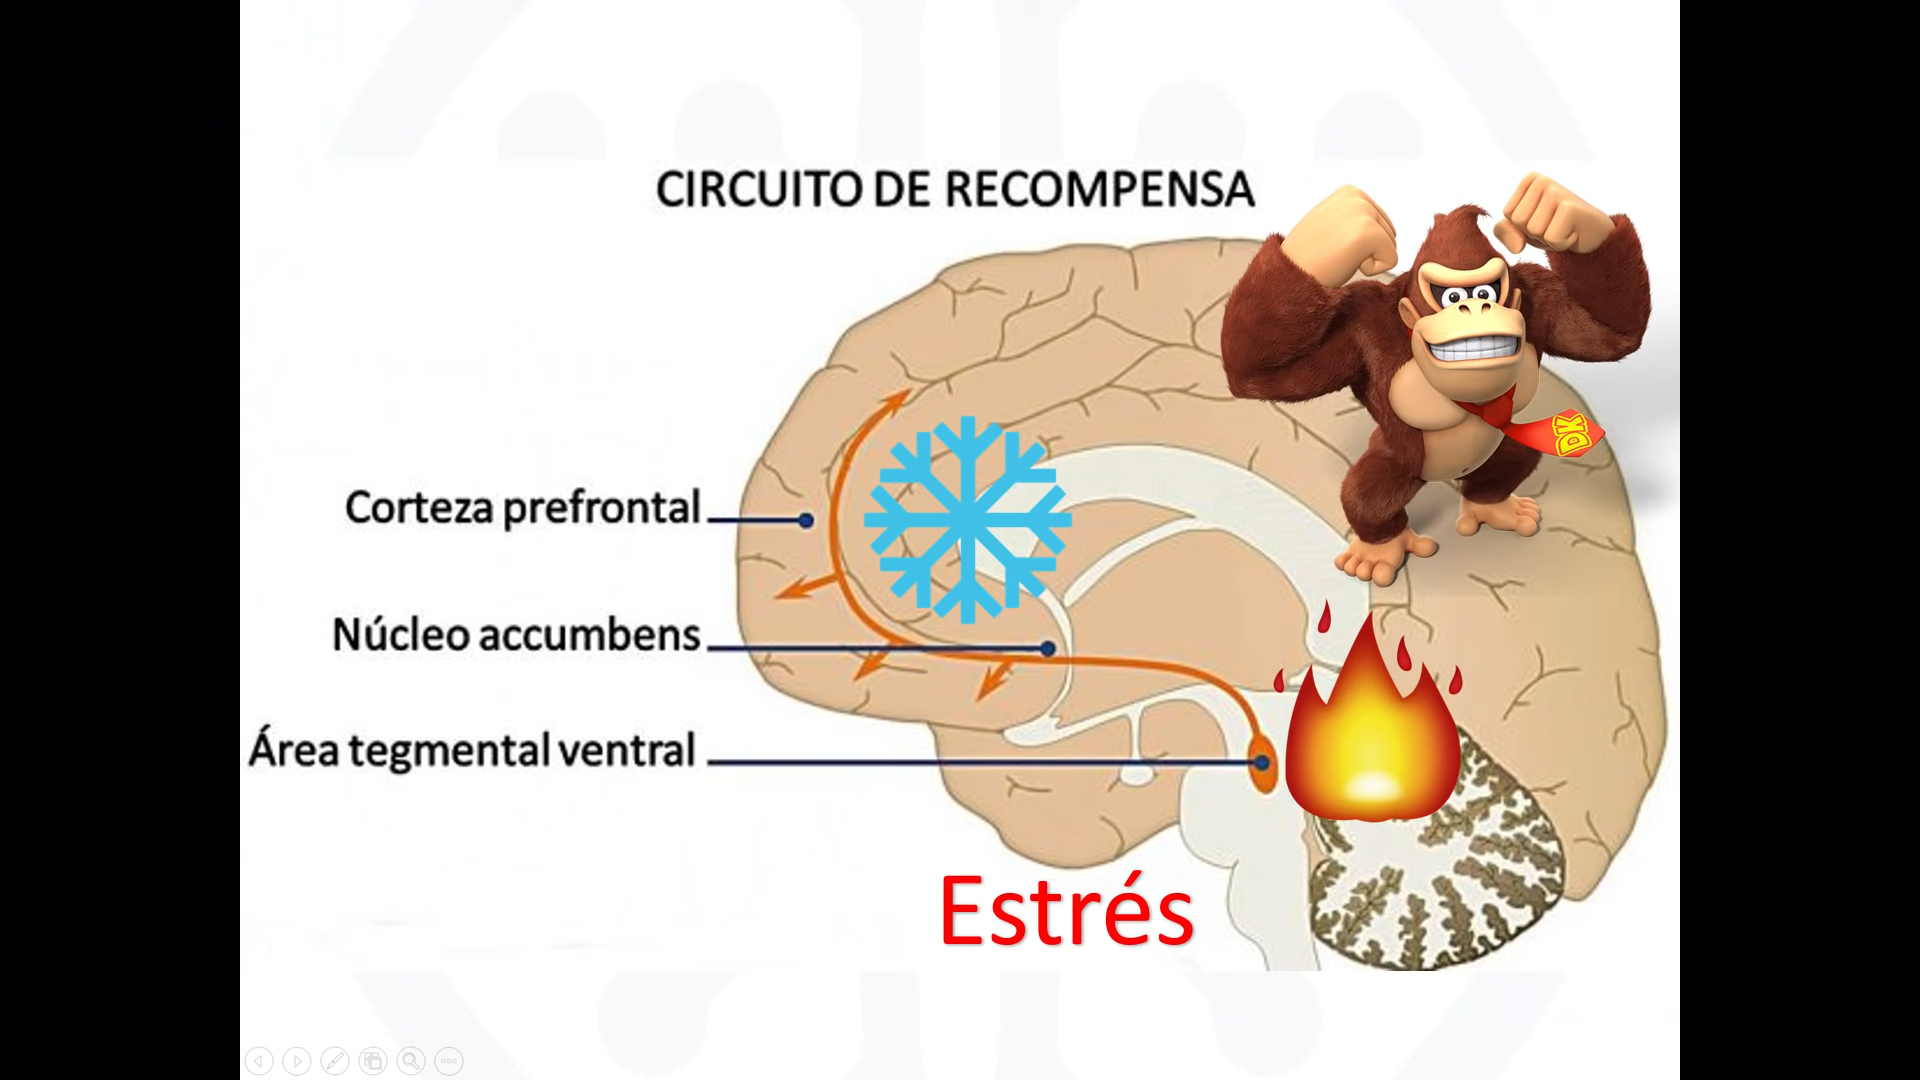 CIRCUITO DE RECOMPENSA
DK
Corteza prefrontal
Núcleo accumbens
Área tegmental ventral
Estrés